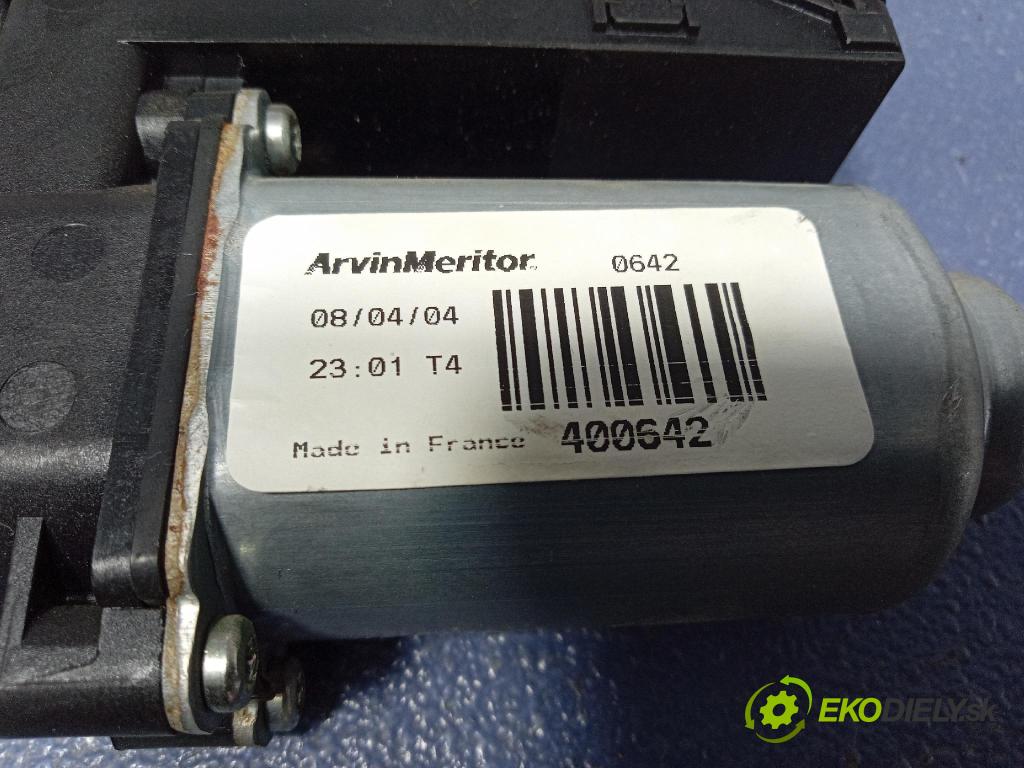 ArvinMeritor. 0642
08/04/04
23:01 T4
Made in France 400642
EKODIELY.sk